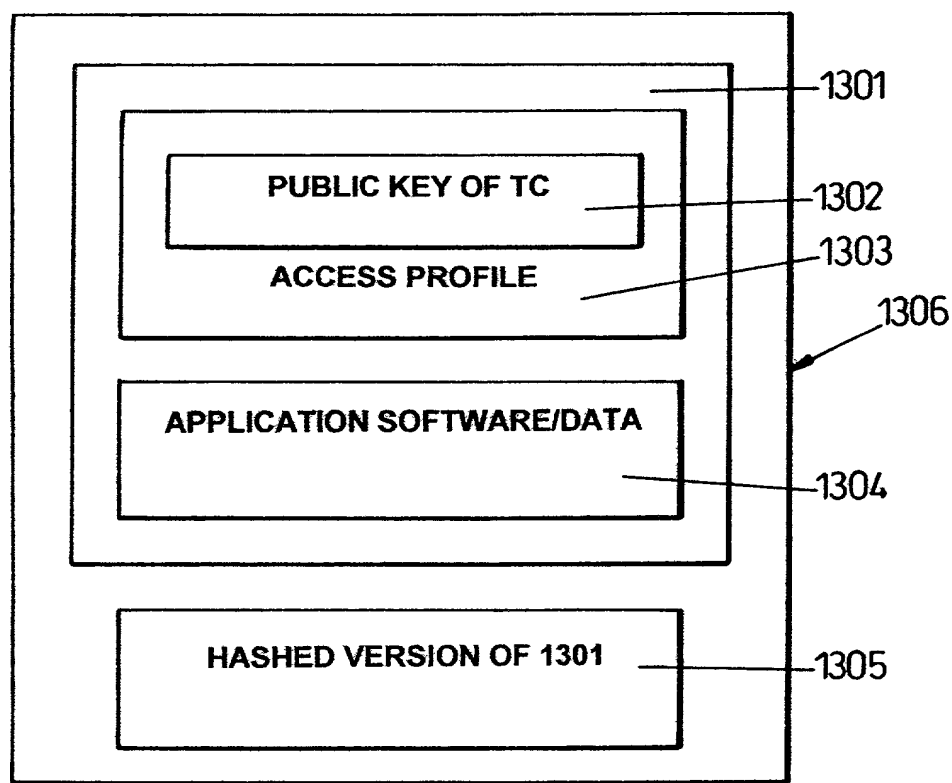 1301
PUBLIC KEY OF TC
1302
ACCESS PROFILE
1303
1306
APPLICATION SOFTWARE/DATA
1304
HASHED VERSION OF 1301
1305